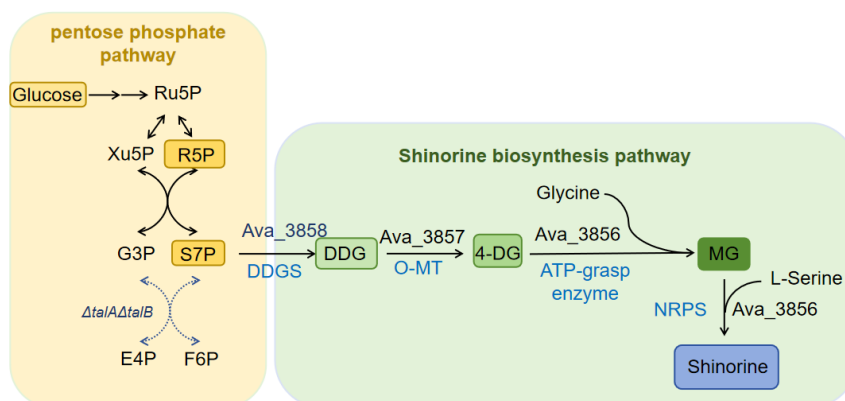 pentose phosphate
pathway
Glucose
Ru5P
Xu5P
R5P
G3P
S7P
ΔtalAΔtalB
E4P
F6P
Shinorine biosynthesis pathway
Ava_3858
DDGS
DDG
Ava_3857
O-MT
4-DG
Glycine
Ava_3856
ATP-grasp
enzyme
MG
L-Serine
NRPS
Ava_3856
Shinorine